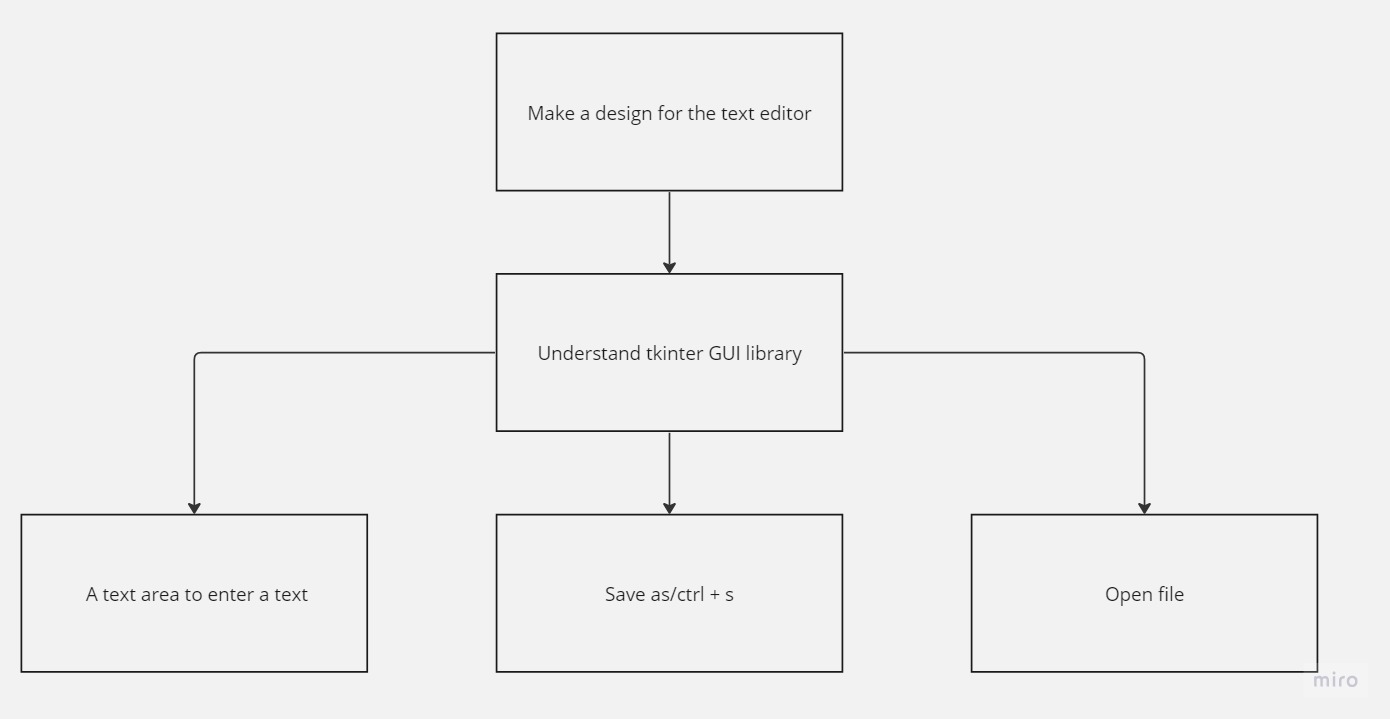 Make a design for the text editor
Understand tkinter GUI library
A text area to enter a text
Save as/ctrl + s
Open file
miro